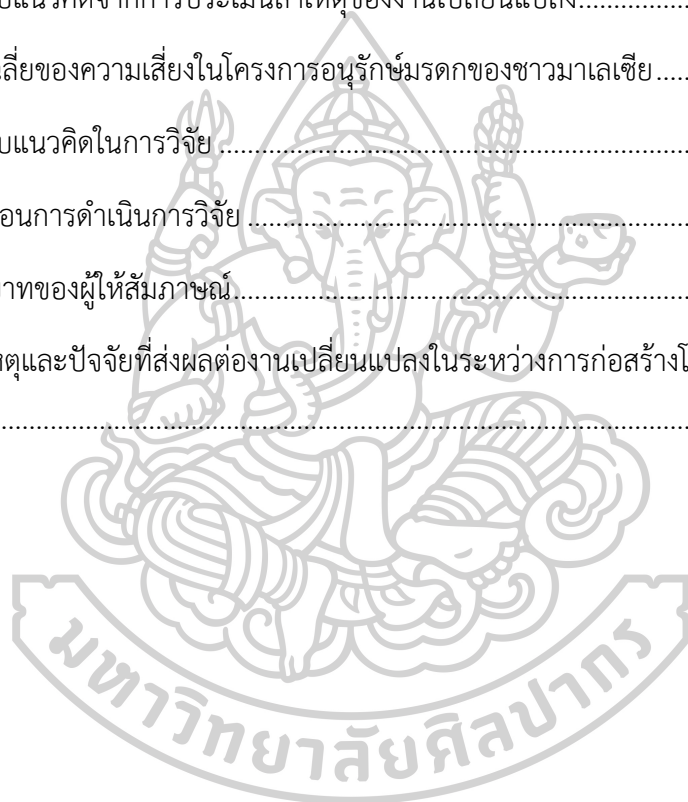 บแนวคิดจากการประเมินสาเหตุของงานเปลี่ยนแปลง
ฉลี่ยของความเสี่ยงในโครงการอนุรักษ์มรดกของชาวมาเลเซีย
บแนวคิดในการวิจัย
อนการดำเนินการวิจัย
าทของผู้ให้สัมภาษณ์
หตุและปัจจัยที่ส่งผลต่องานเปลี่ยนแปลงในระหว่างการก่อสร้างโ
มหาวิทยาลัยศิลปากร